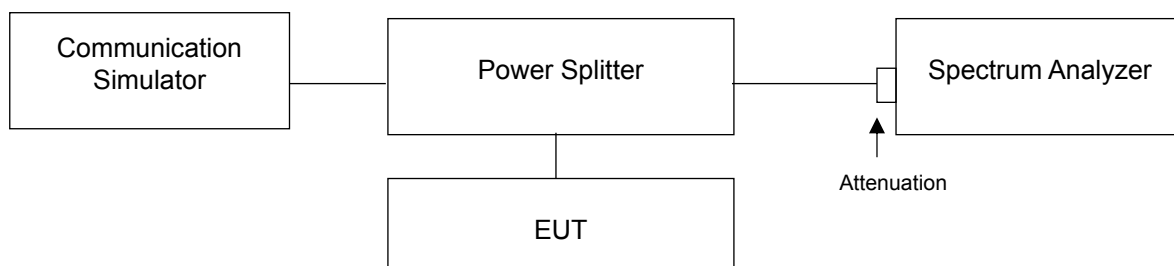 Communication
Simulator
Power Splitter
Spectrum Analyzer
Attenuation
EUT